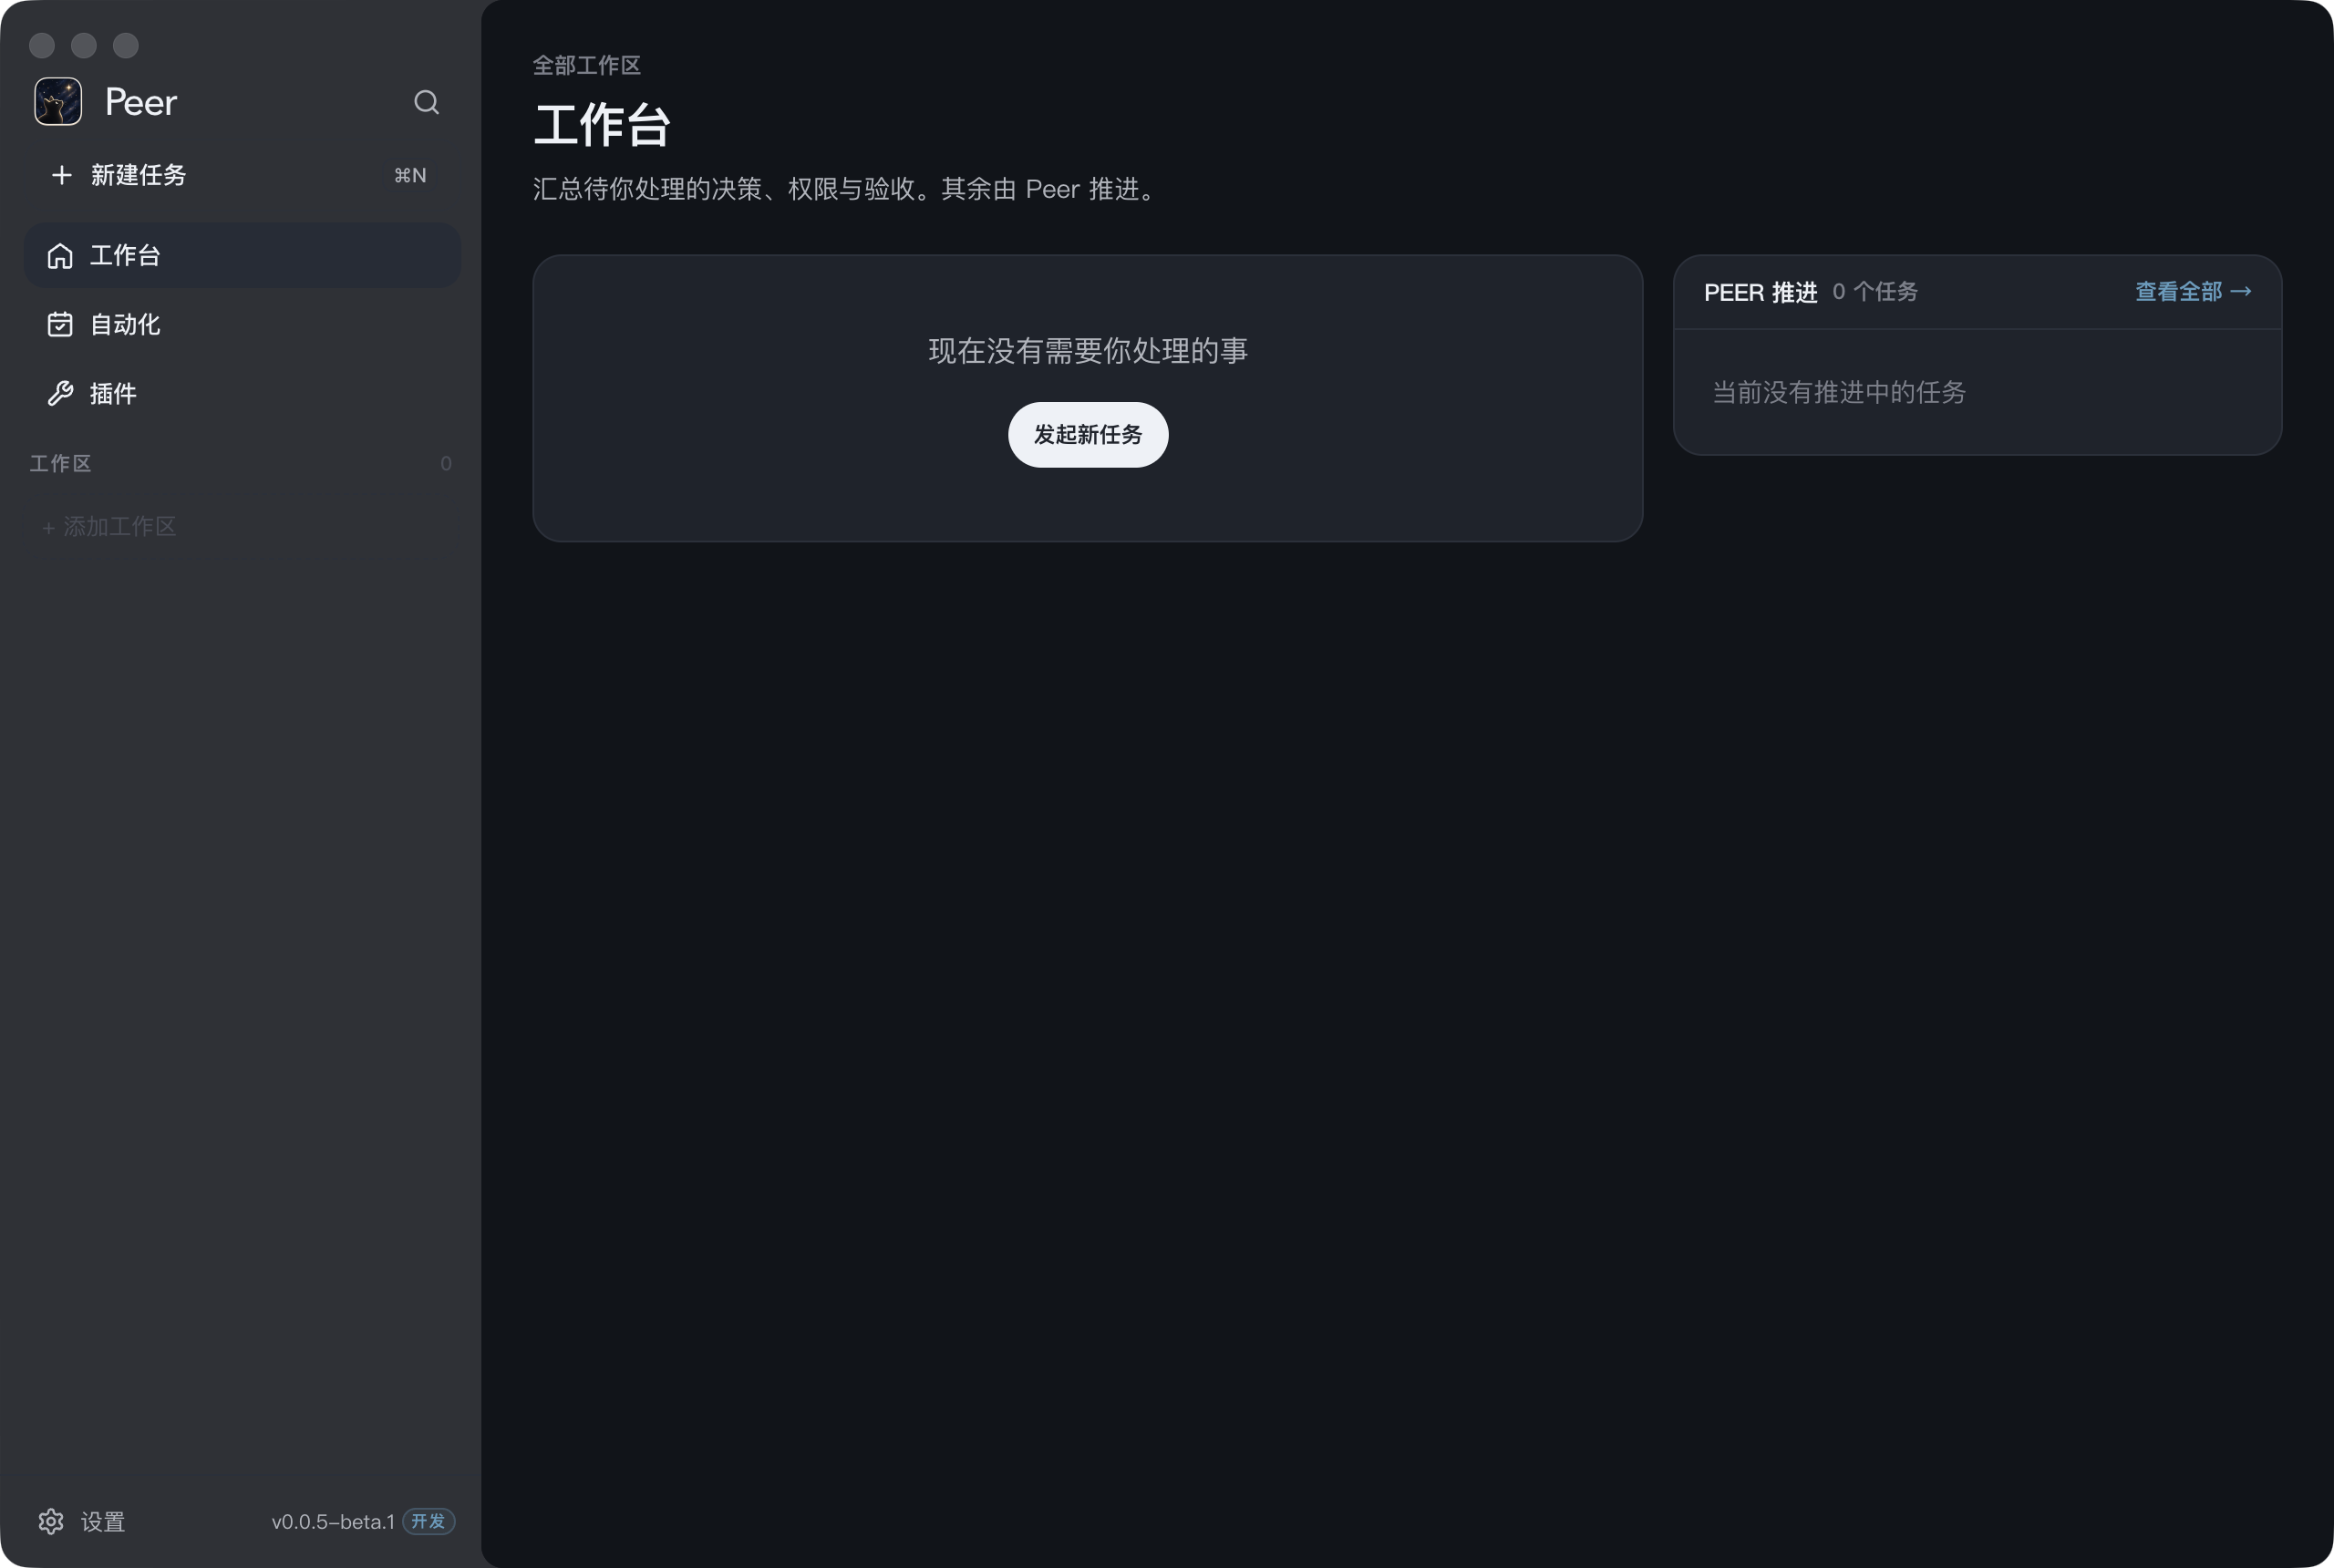 Peer
新建任务 ⌘N
工作台
自动化
插件
工作区 0
+ 添加工作区
设置 v0.0.5-beta.1 开发
全部工作区
工作台
汇总待你处理的决策、权限与验收。其余由 Peer 推进。
现在没有需要你处理的事
发起新任务
PEER 推进 0 个任务 查看全部 →
当前没有推进中的任务